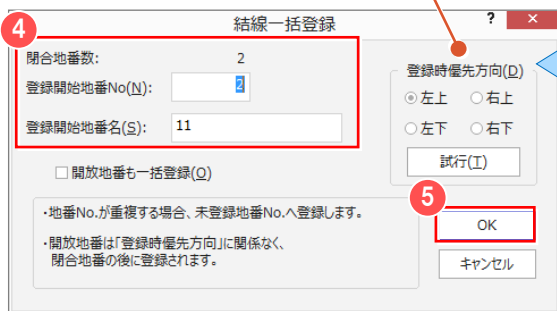 結線一括登録
?
×
4
閉合地番数: 2
登録開始地番No(N): 2
登録開始地番名(S): 11
開放地番も一括登録(O)
登録時優先方向(D)
左上 右上
左下 右下
試行(T)
・地番No.が重複する場合、未登録地番No.へ登録します。
・開放地番は「登録時優先方向」に関係なく、
閉合地番の後に登録されます。
5
OK
キャンセル